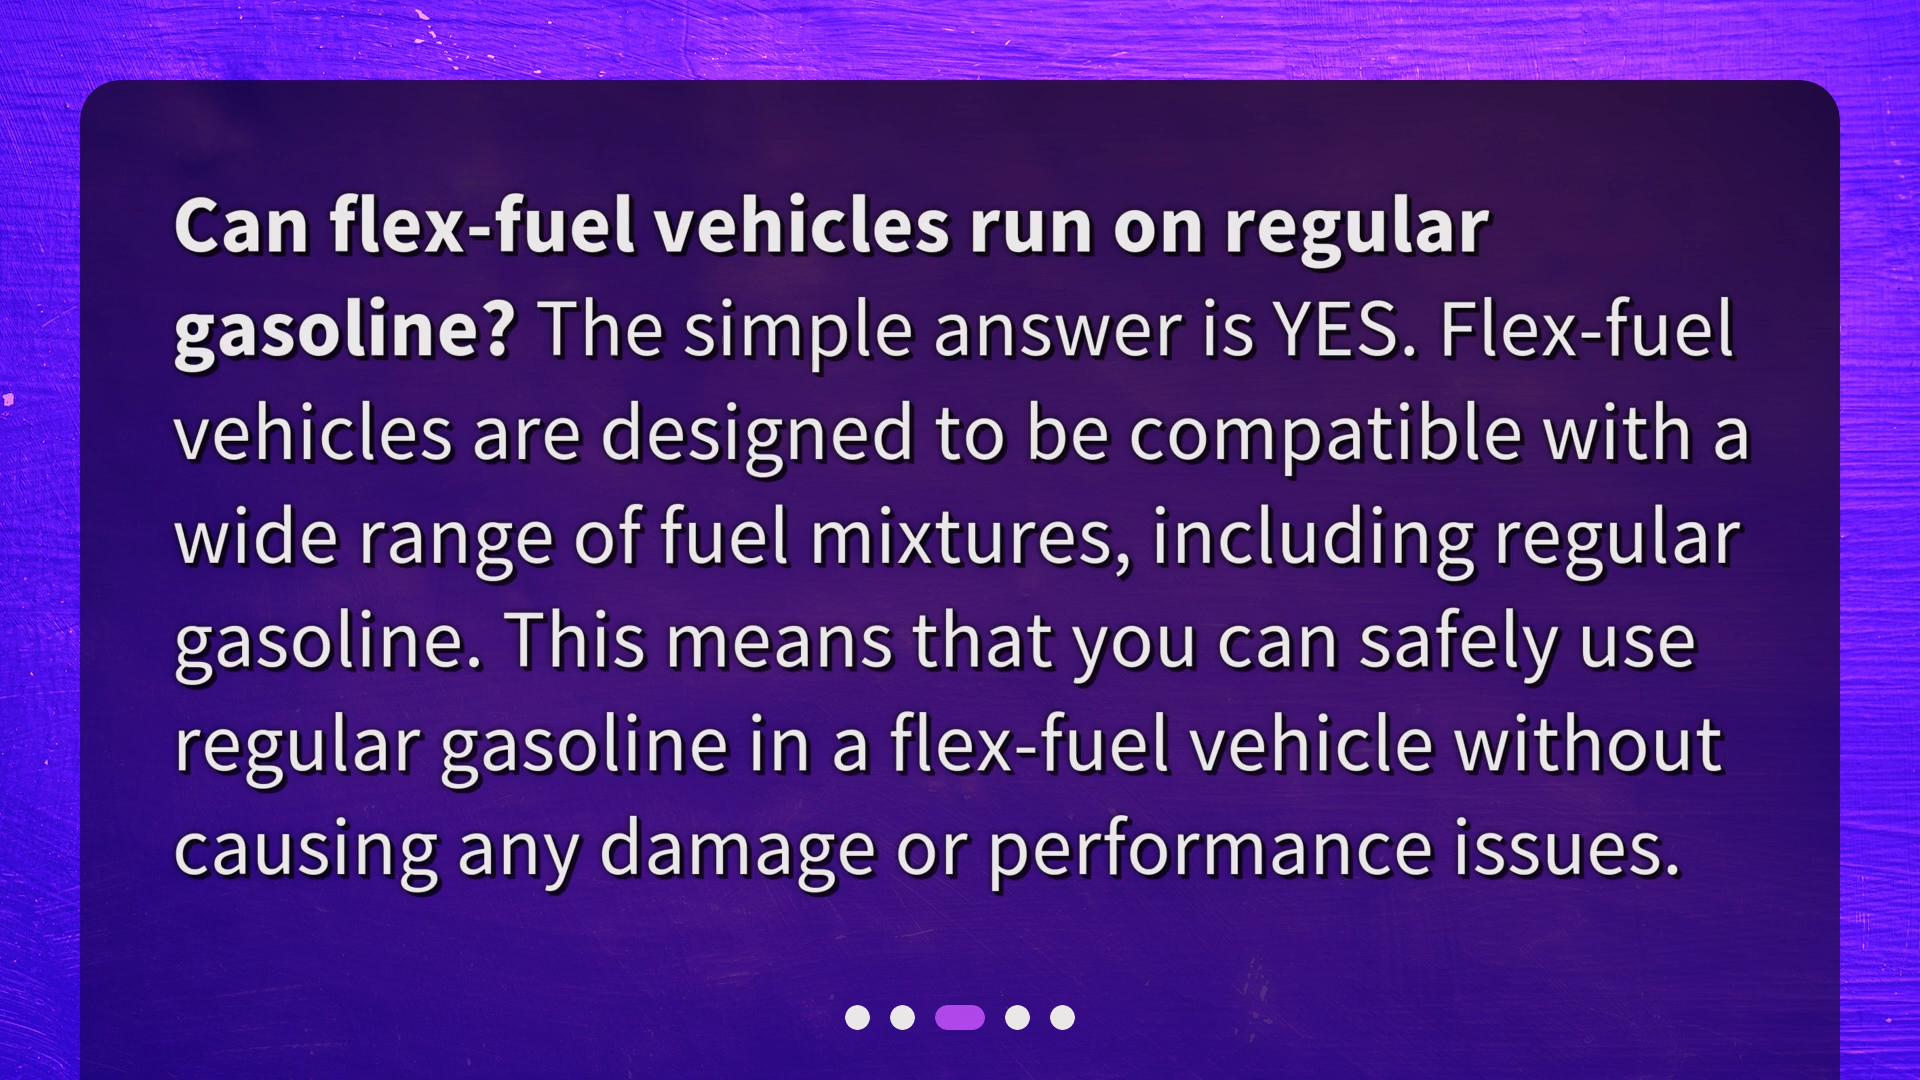 Can flex-fuel vehicles run on regular
gasoline? The simple answer is YES. Flex-fuel
vehicles are designed to be compatible with a
wide range of fuel mixtures, including regular
gasoline. This means that you can safely use
regular gasoline in a flex-fuel vehicle without
causing any damage or performance issues.